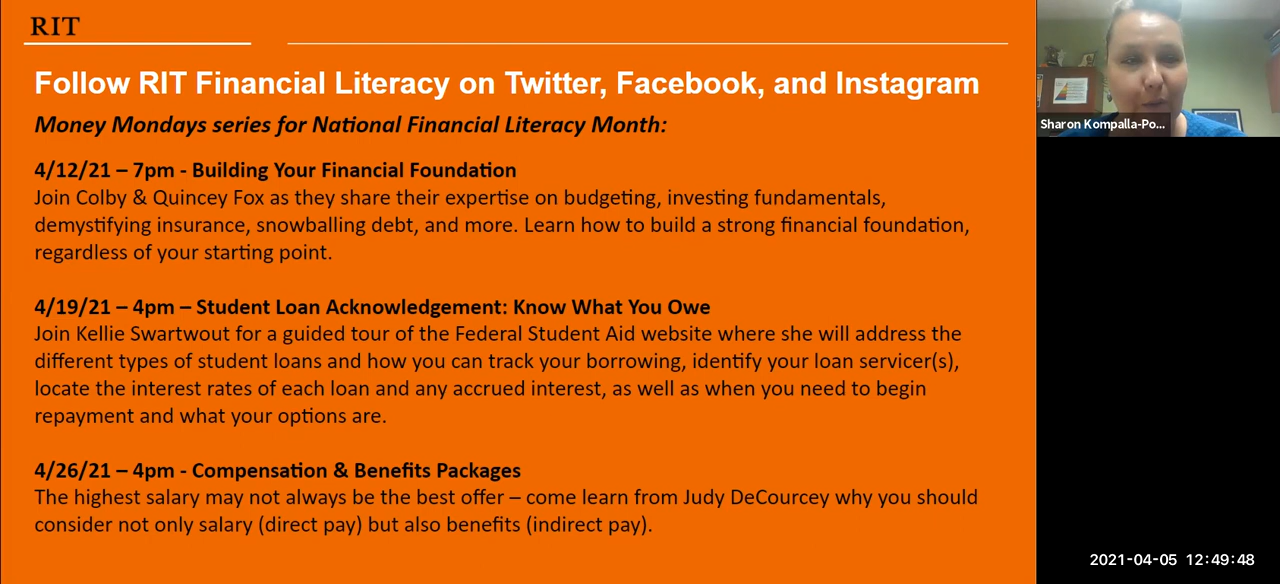 RIT
Follow RIT Financial Literacy on Twitter, Facebook, and Instagram
Money Mondays series for National Financial Literacy Month:
4/12/21 – 7pm - Building Your Financial Foundation
Join Colby & Quincey Fox as they share their expertise on budgeting, investing fundamentals,
demystifying insurance, snowballing debt, and more. Learn how to build a strong financial foundation,
regardless of your starting point.
4/19/21 – 4pm – Student Loan Acknowledgement: Know What You Owe
Join Kellie Swartwout for a guided tour of the Federal Student Aid website where she will address the
different types of student loans and how you can track your borrowing, identify your loan servicer(s),
locate the interest rates of each loan and any accrued interest, as well as when you need to begin
repayment and what your options are.
4/26/21 – 4pm - Compensation & Benefits Packages
The highest salary may not always be the best offer – come learn from Judy DeCourcey why you should
consider not only salary (direct pay) but also benefits (indirect pay).
Sharon Kompalla-Po...
2021-04-05 12:49:48